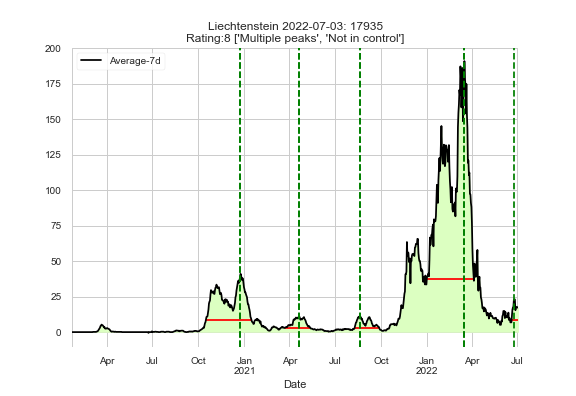 Liechtenstein 2022-07-03: 17935
Rating:8 ['Multiple peaks', 'Not in control']
Average-7d
200
175
150
125
100
75
50
25
0
Apr Jul Oct Jan Apr Jul Oct Jan Apr Jul
2021 2022
Date